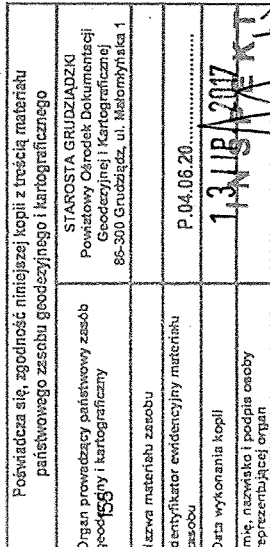 Poświadcza się, zgodność niniejszej kopii z treścią materiału
państwowego zasobu geodezyjnego i kartograficznego
Organ prowadzący państwowy zasób
geodezyjny i kartograficzny
155
STAROSTA GRUDZIĄDZKI
Powiatowy Ośrodek Dokumentacji
Geodezyjnej i Kartograficznej
86-300 Grudziądz, ul. Małomłyńska 1
Nazwa materiału zasobu
Identyfikator ewidencyjny materiału
zasobu
P.04.06.20...............................
Data wykonania kopii
13 LIP 2017
Imię, nazwisko i podpis osoby
reprezentującej organ